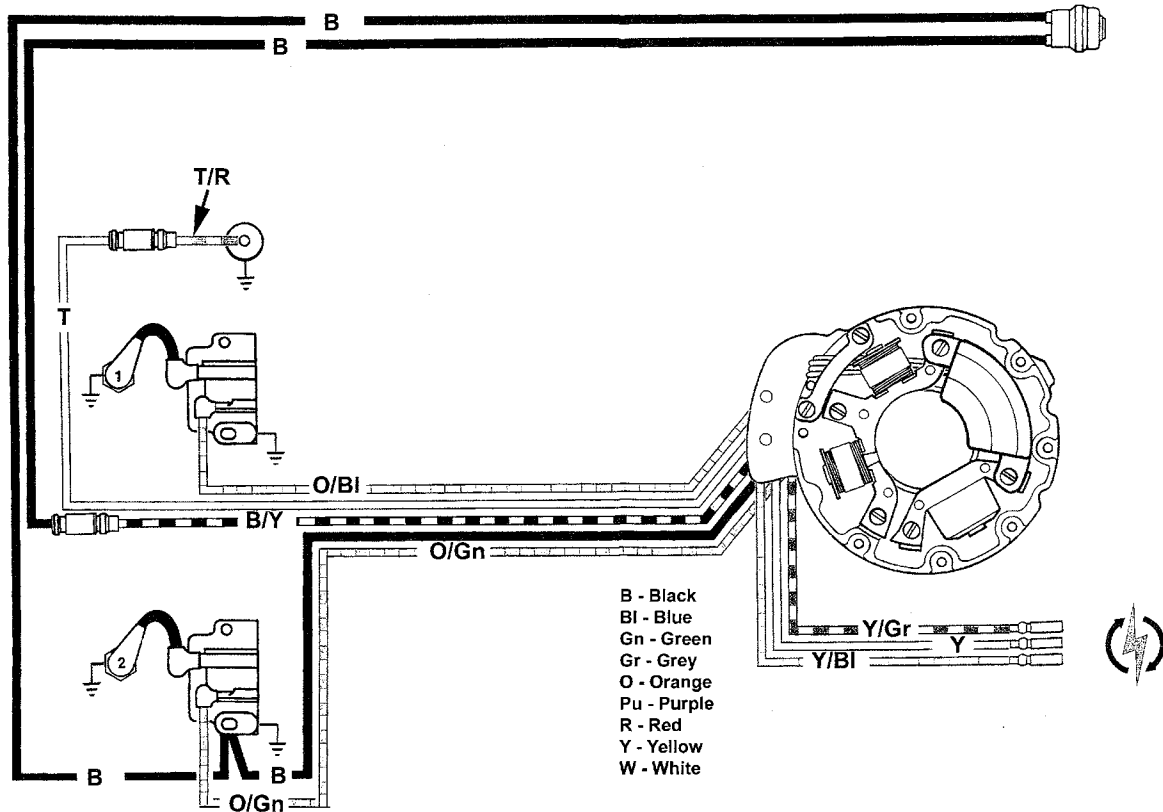 B
B
T/R
T
1
O/Bl
B/Y
O/Gn
2
B
B
O/Gn
Y/Gr
Y
Y/Bl
B - Black
Bl - Blue
Gn - Green
Gr - Grey
O - Orange
Pu - Purple
R - Red
Y - Yellow
W - White